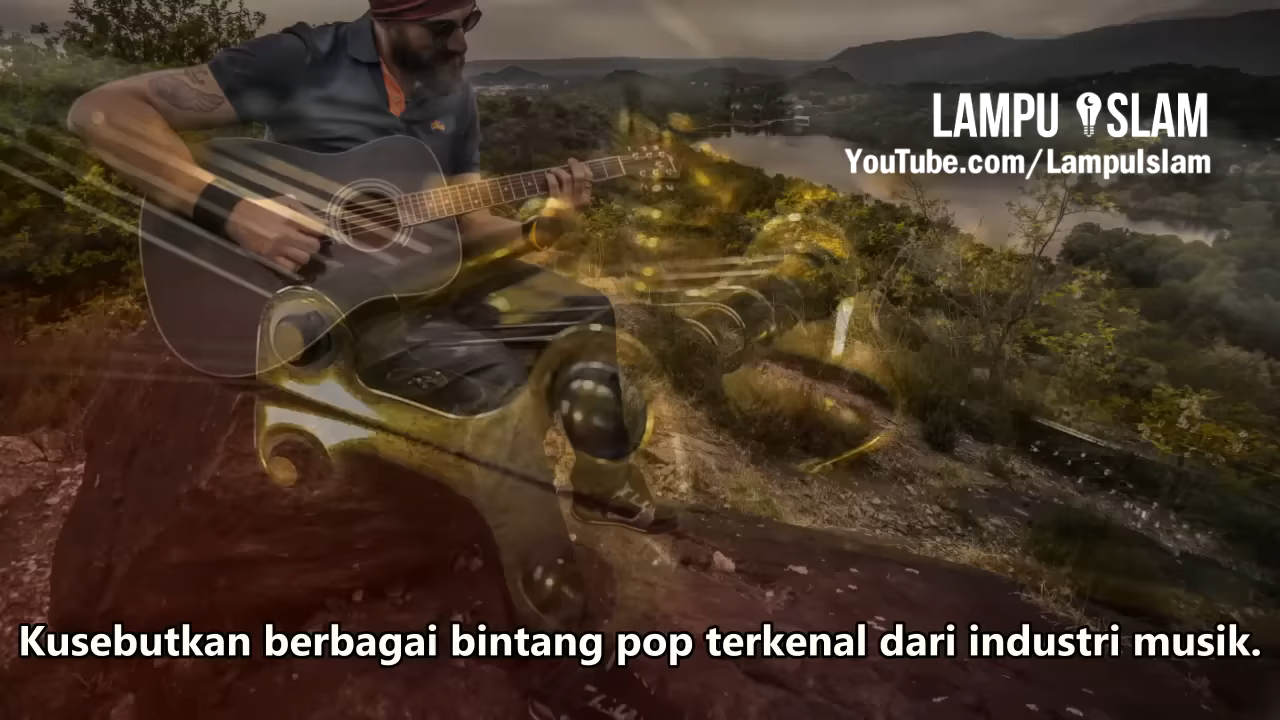 LAMPU ISLAM
YouTube.com/LampuIslam
Kusebutkan berbagai bintang pop terkenal dari industri musik.